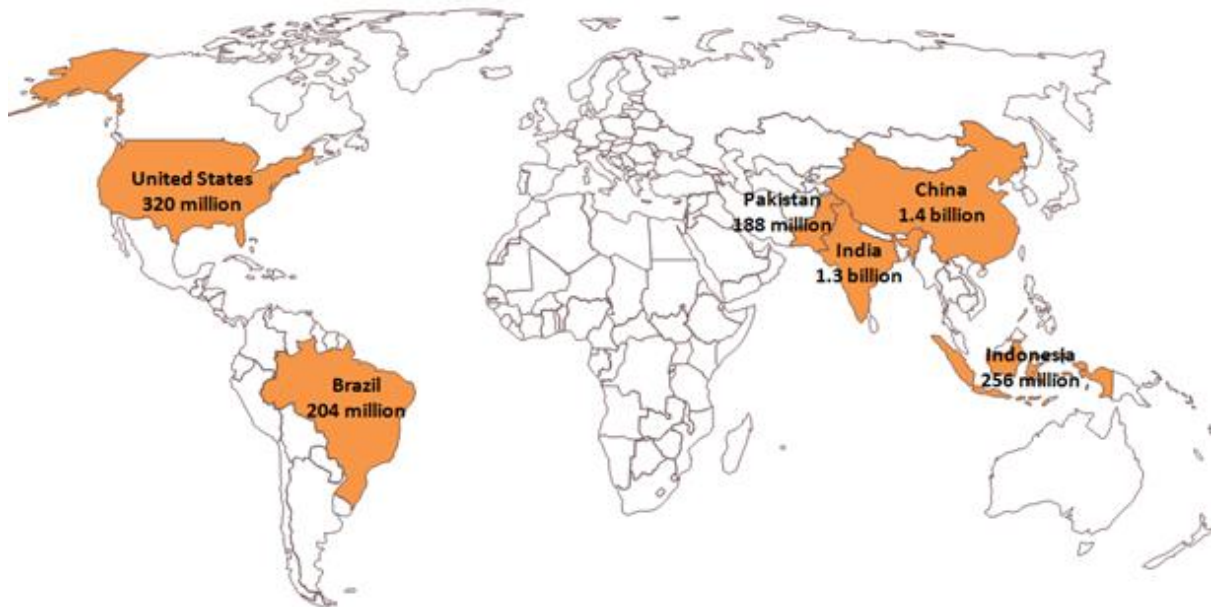 United States
320 million
Pakistan
188 million
China
1.4 billion
India
1.3 billion
Indonesia
256 million
Brazil
204 million